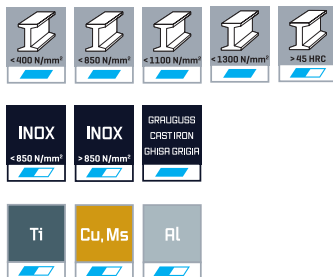 <400 N/mm² <850 N/mm² <1100 N/mm² <1300 N/mm² >45 HRC
INOX INOX GRAUGUSS
CAST IRON
GHISA GRIGIA
<850 N/mm² >850 N/mm²
Ti Cu, Ms Al